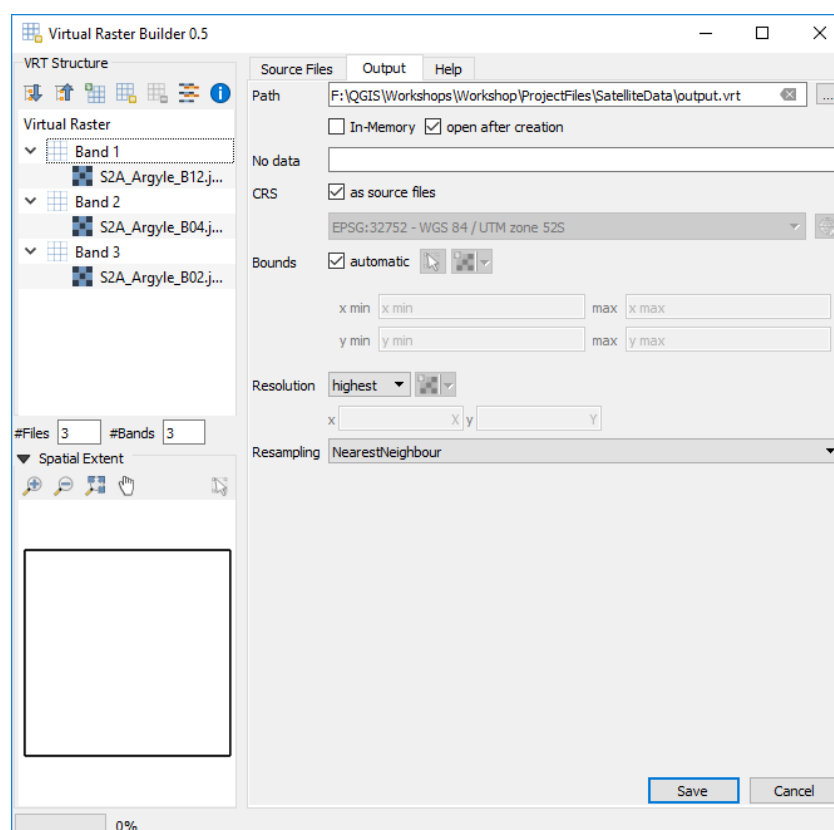 Virtual Raster Builder 0.5
VRT Structure
Virtual Raster
Band 1
S2A_Argyle_B12.j...
Band 2
S2A_Argyle_B04.j...
Band 3
S2A_Argyle_B02.j...
#Files 3 #Bands 3
Spatial Extent
0%
Source Files Output Help
Path F:\QGIS\Workshops\Workshop\ProjectFiles\SatelliteData\output.vrt ...
In-Memory open after creation
No data
CRS as source files
EPSG:32752 - WGS 84 / UTM zone 52S
Bounds automatic
x min x min max x max
y min y min max y max
Resolution highest
x X y Y
Resampling NearestNeighbour
Save Cancel